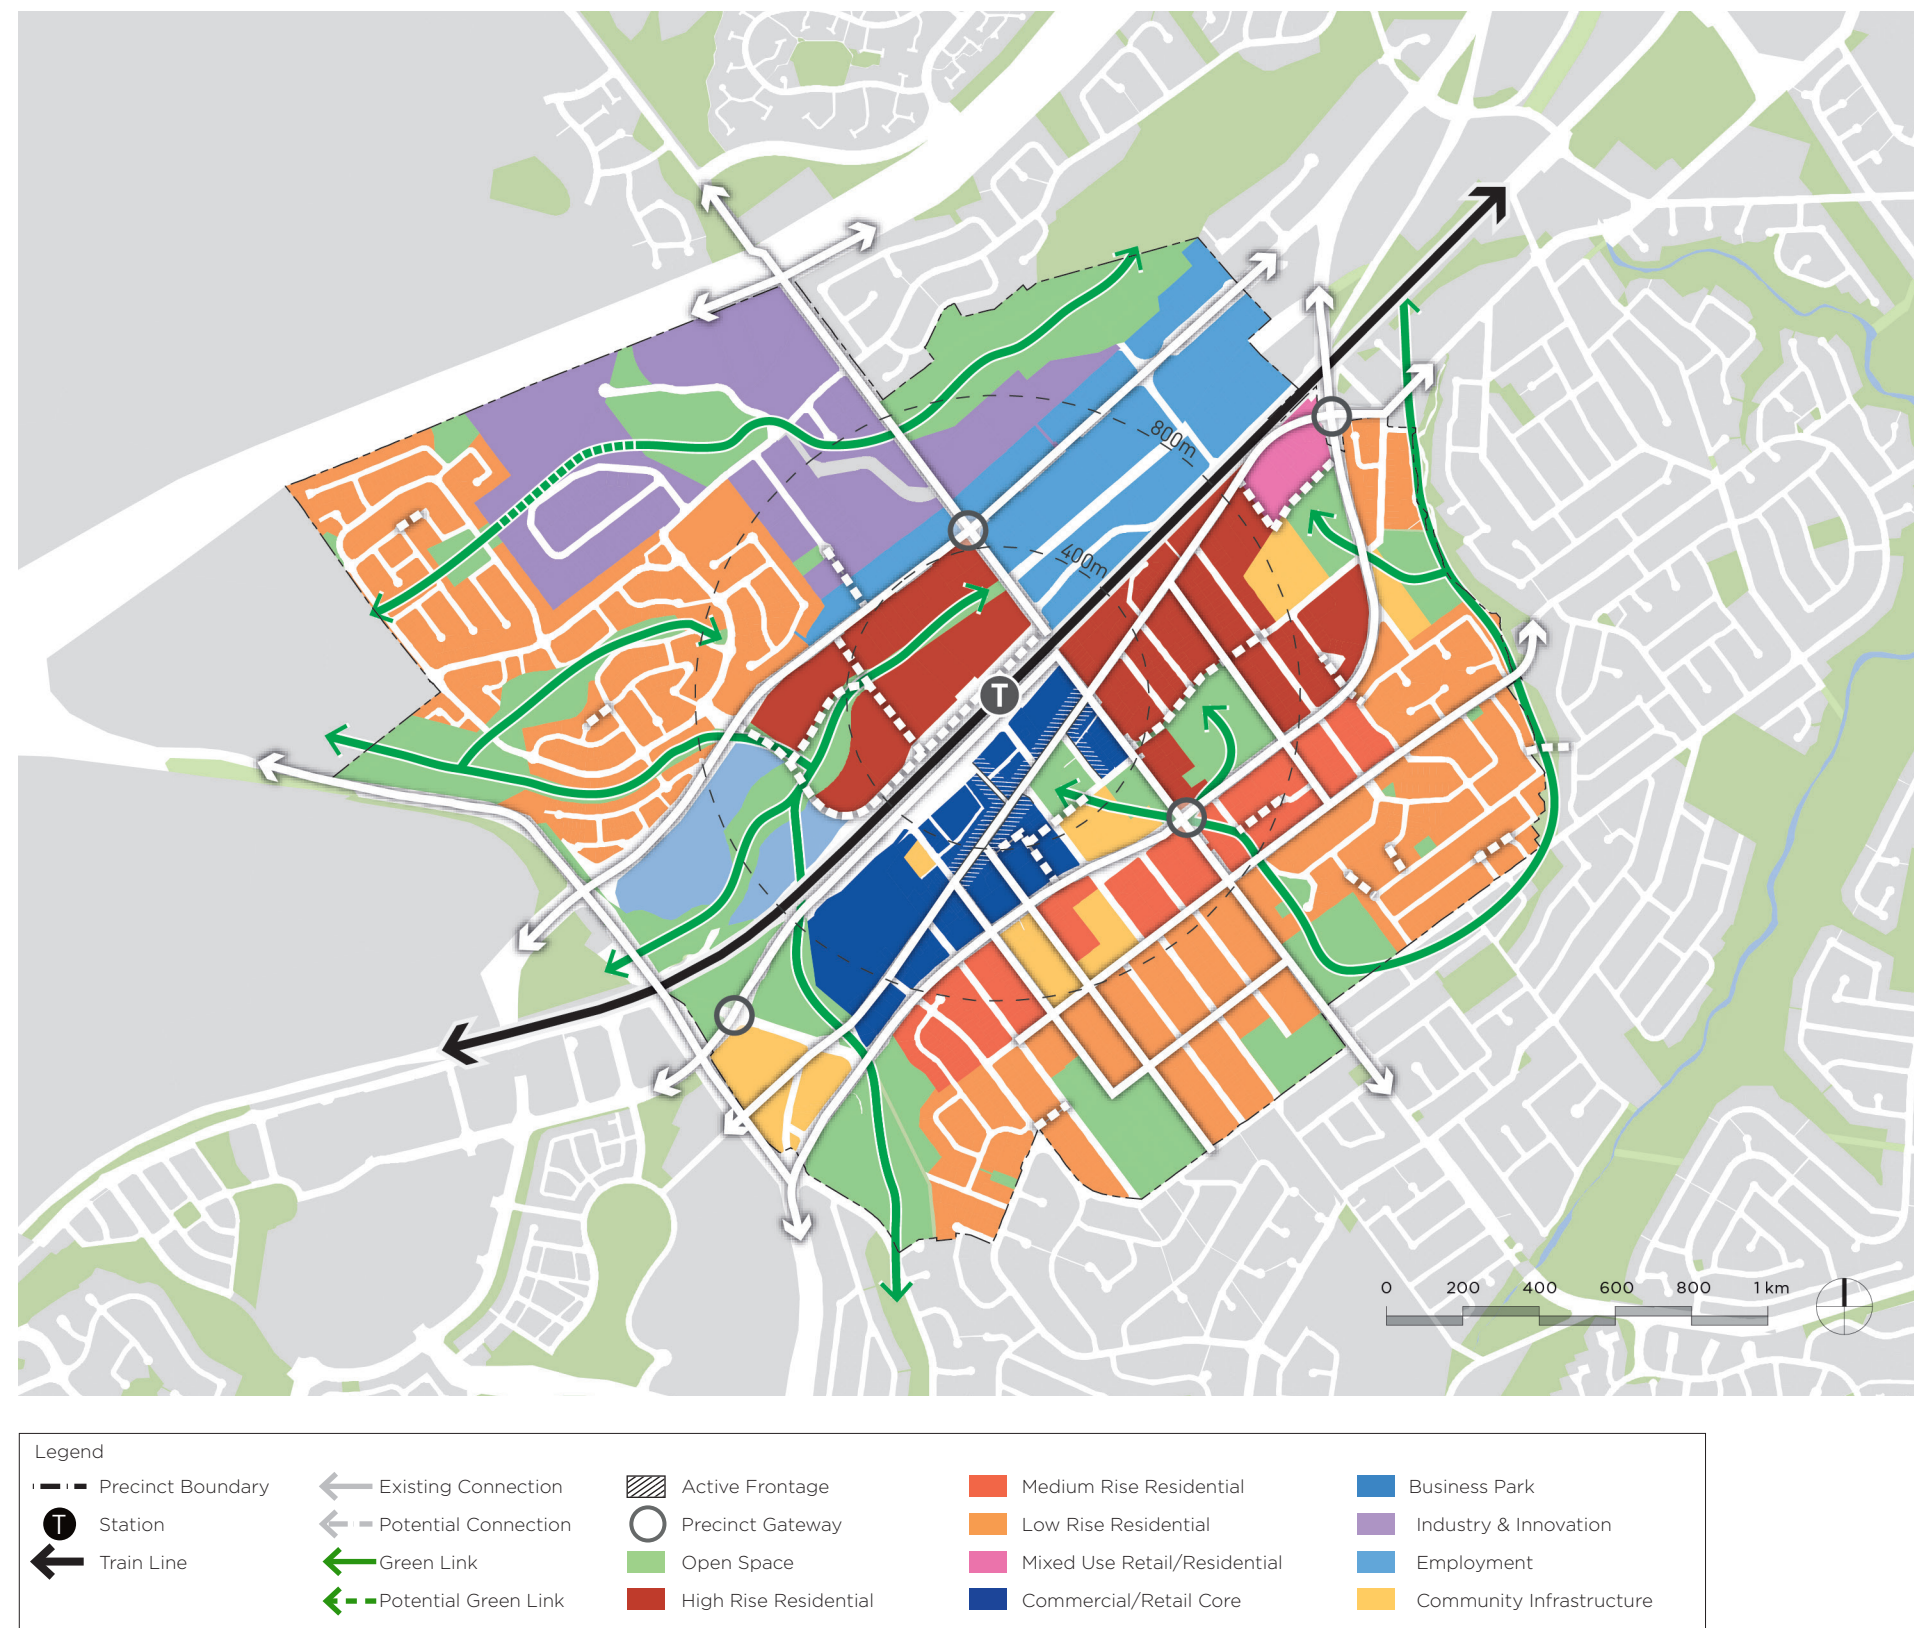 800m
400m
T
0 200 400 600 800 1 km
Legend
Precinct Boundary
T Station
Train Line
Existing Connection
Potential Connection
Green Link
Potential Green Link
Active Frontage
Precinct Gateway
Open Space
High Rise Residential
Medium Rise Residential
Low Rise Residential
Mixed Use Retail/Residential
Commercial/Retail Core
Business Park
Industry & Innovation
Employment
Community Infrastructure